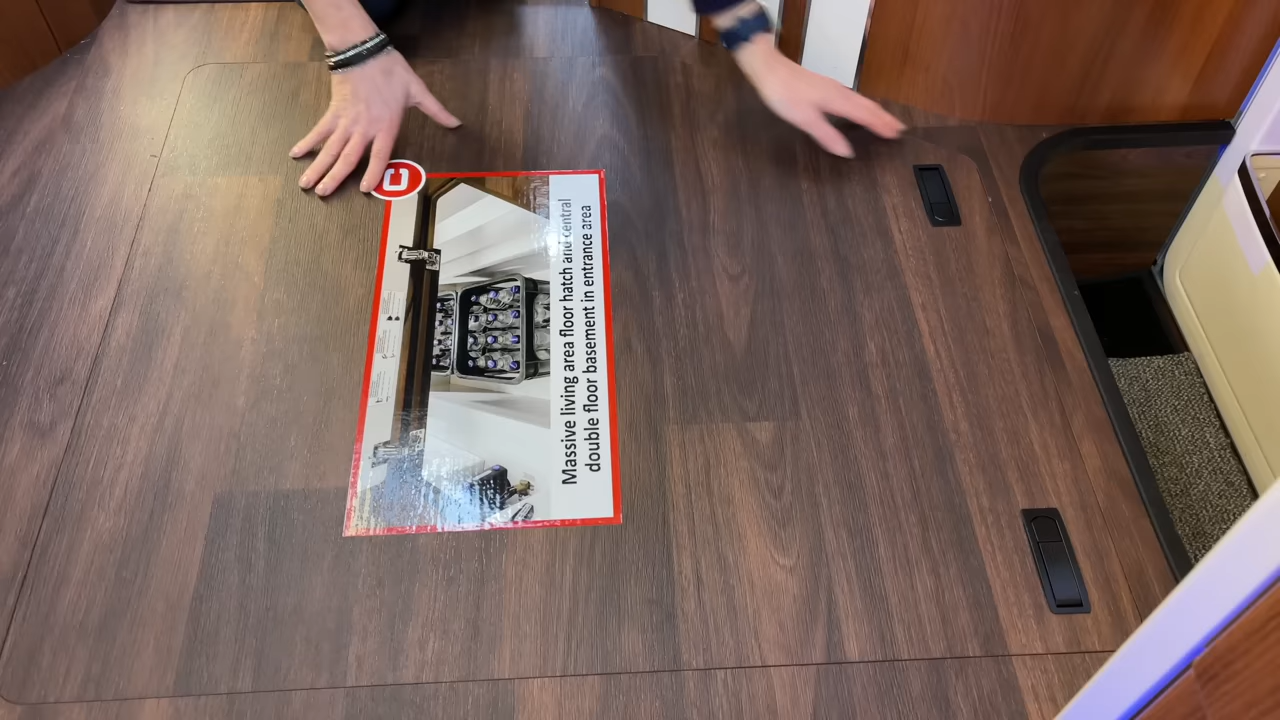 C
Massive living area floor hatch and central
double floor basement in entrance area